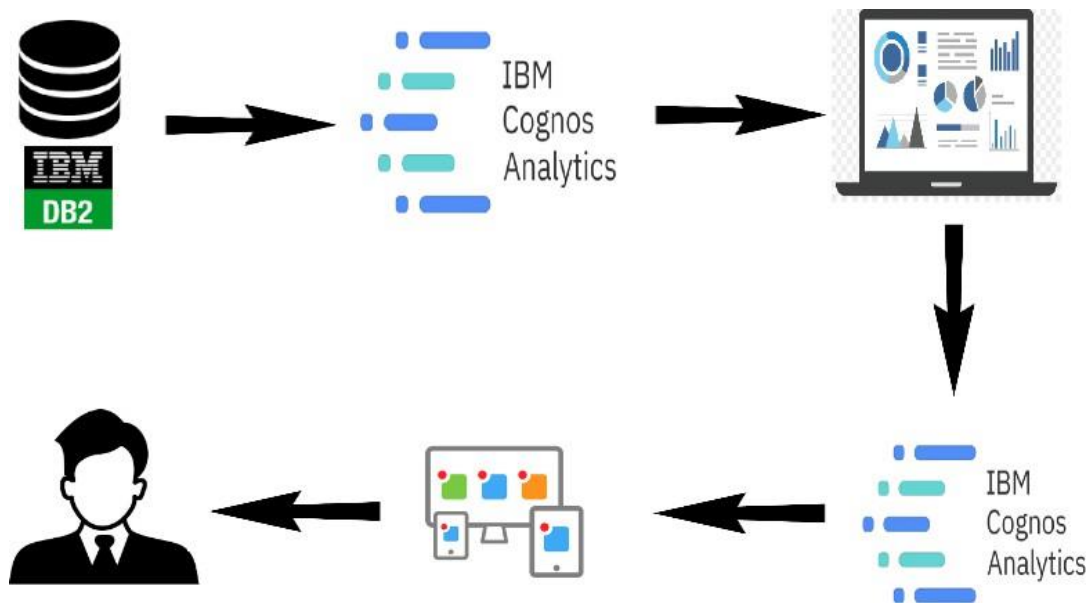 IBM
Cognos
Analytics
IBM
DB2
IBM
Cognos
Analytics